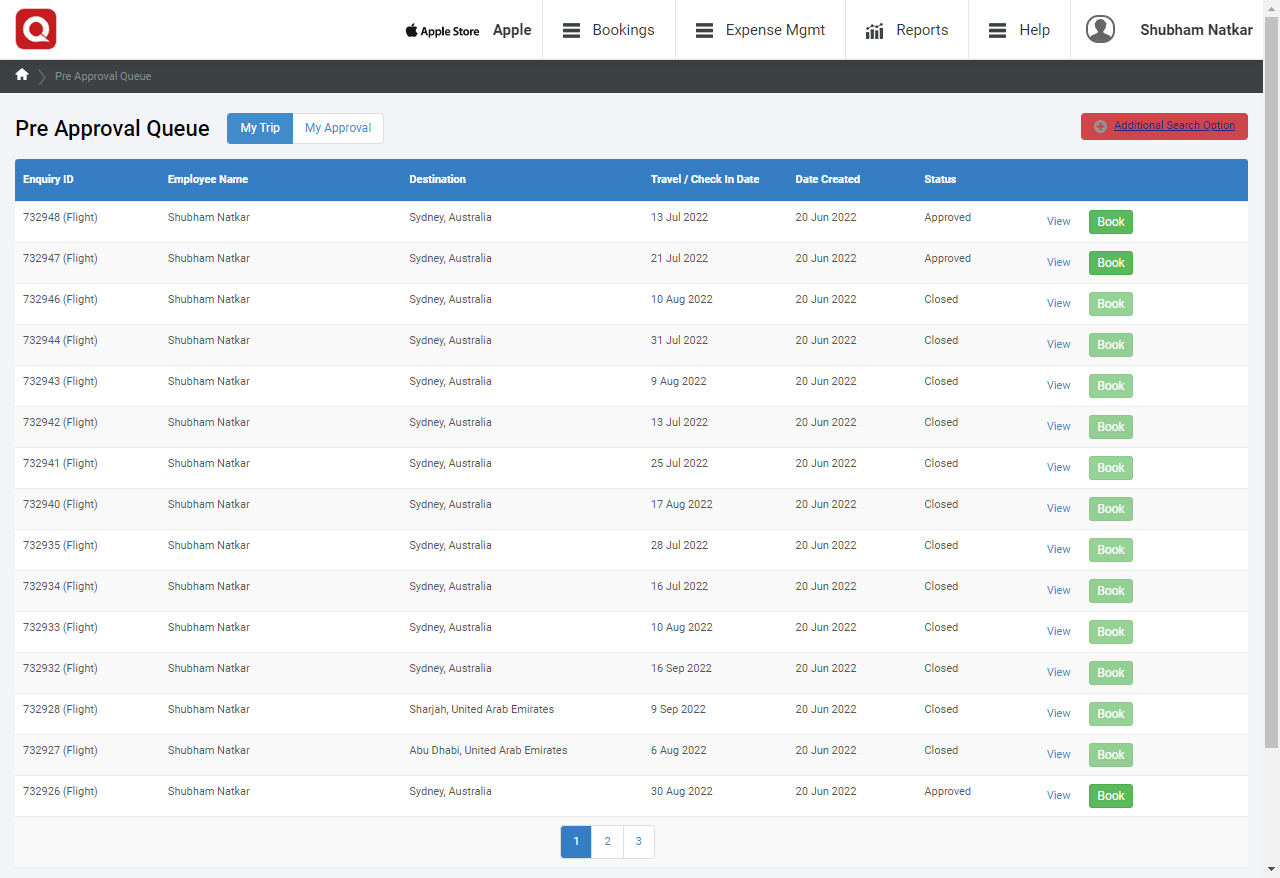 Apple Store Apple Bookings Expense Mgmt Reports Help Shubham Natkar
Pre Approval Queue
Pre Approval Queue My Trip My Approval Additional Search Option
Enquiry ID Employee Name Destination Travel / Check In Date Date Created Status
732948 (Flight) Shubham Natkar Sydney, Australia 13 Jul 2022 20 Jun 2022 Approved View Book
732947 (Flight) Shubham Natkar Sydney, Australia 21 Jul 2022 20 Jun 2022 Approved View Book
732946 (Flight) Shubham Natkar Sydney, Australia 10 Aug 2022 20 Jun 2022 Closed View Book
732944 (Flight) Shubham Natkar Sydney, Australia 31 Jul 2022 20 Jun 2022 Closed View Book
732943 (Flight) Shubham Natkar Sydney, Australia 9 Aug 2022 20 Jun 2022 Closed View Book
732942 (Flight) Shubham Natkar Sydney, Australia 13 Jul 2022 20 Jun 2022 Closed View Book
732941 (Flight) Shubham Natkar Sydney, Australia 25 Jul 2022 20 Jun 2022 Closed View Book
732940 (Flight) Shubham Natkar Sydney, Australia 17 Aug 2022 20 Jun 2022 Closed View Book
732935 (Flight) Shubham Natkar Sydney, Australia 28 Jul 2022 20 Jun 2022 Closed View Book
732934 (Flight) Shubham Natkar Sydney, Australia 16 Jul 2022 20 Jun 2022 Closed View Book
732933 (Flight) Shubham Natkar Sydney, Australia 10 Aug 2022 20 Jun 2022 Closed View Book
732932 (Flight) Shubham Natkar Sydney, Australia 16 Sep 2022 20 Jun 2022 Closed View Book
732928 (Flight) Shubham Natkar Sharjah, United Arab Emirates 9 Sep 2022 20 Jun 2022 Closed View Book
732927 (Flight) Shubham Natkar Abu Dhabi, United Arab Emirates 6 Aug 2022 20 Jun 2022 Closed View Book
732926 (Flight) Shubham Natkar Sydney, Australia 30 Aug 2022 20 Jun 2022 Approved View Book
1 2 3